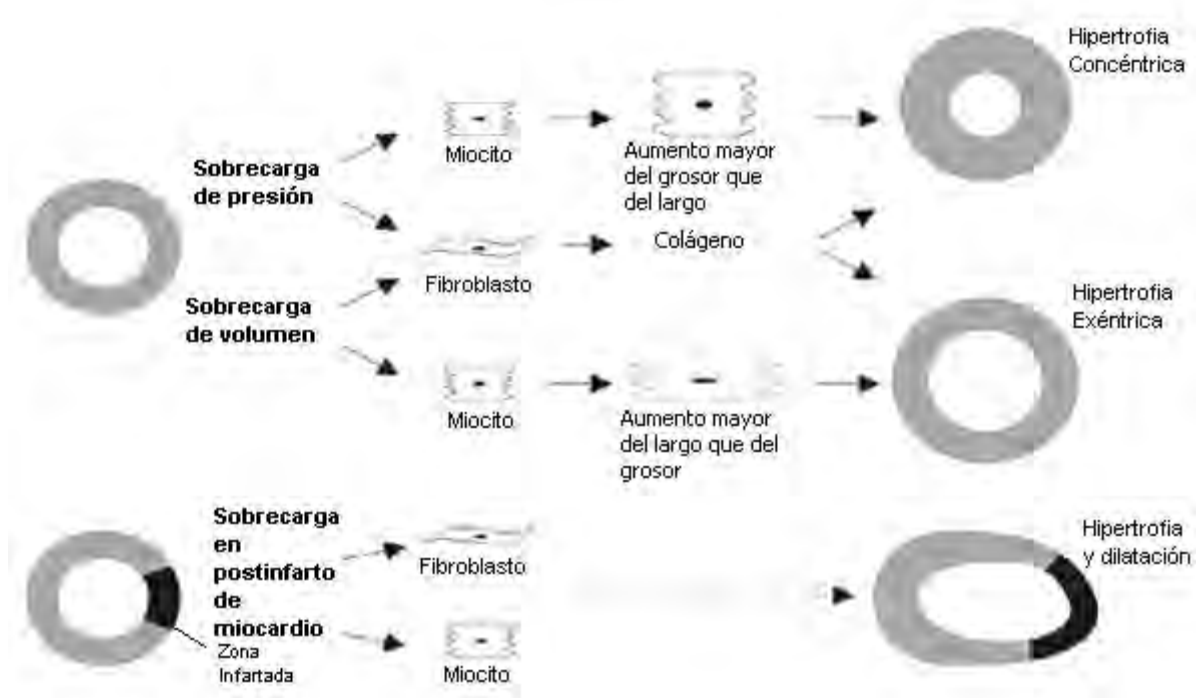 Hipertrofia
Concéntrica
Miocito
Aumento mayor
del grosor que
del largo
Sobrecarga
de presión
Colágeno
Fibroblasto
Sobrecarga
de volumen
Hipertrofia
Exéntrica
Miocito
Aumento mayor
del largo que del
grosor
Sobrecarga
en
postinfarto
de
miocardio
Fibroblasto
Hipertrofia
y dilatación
Zona
Infartada
Miocito